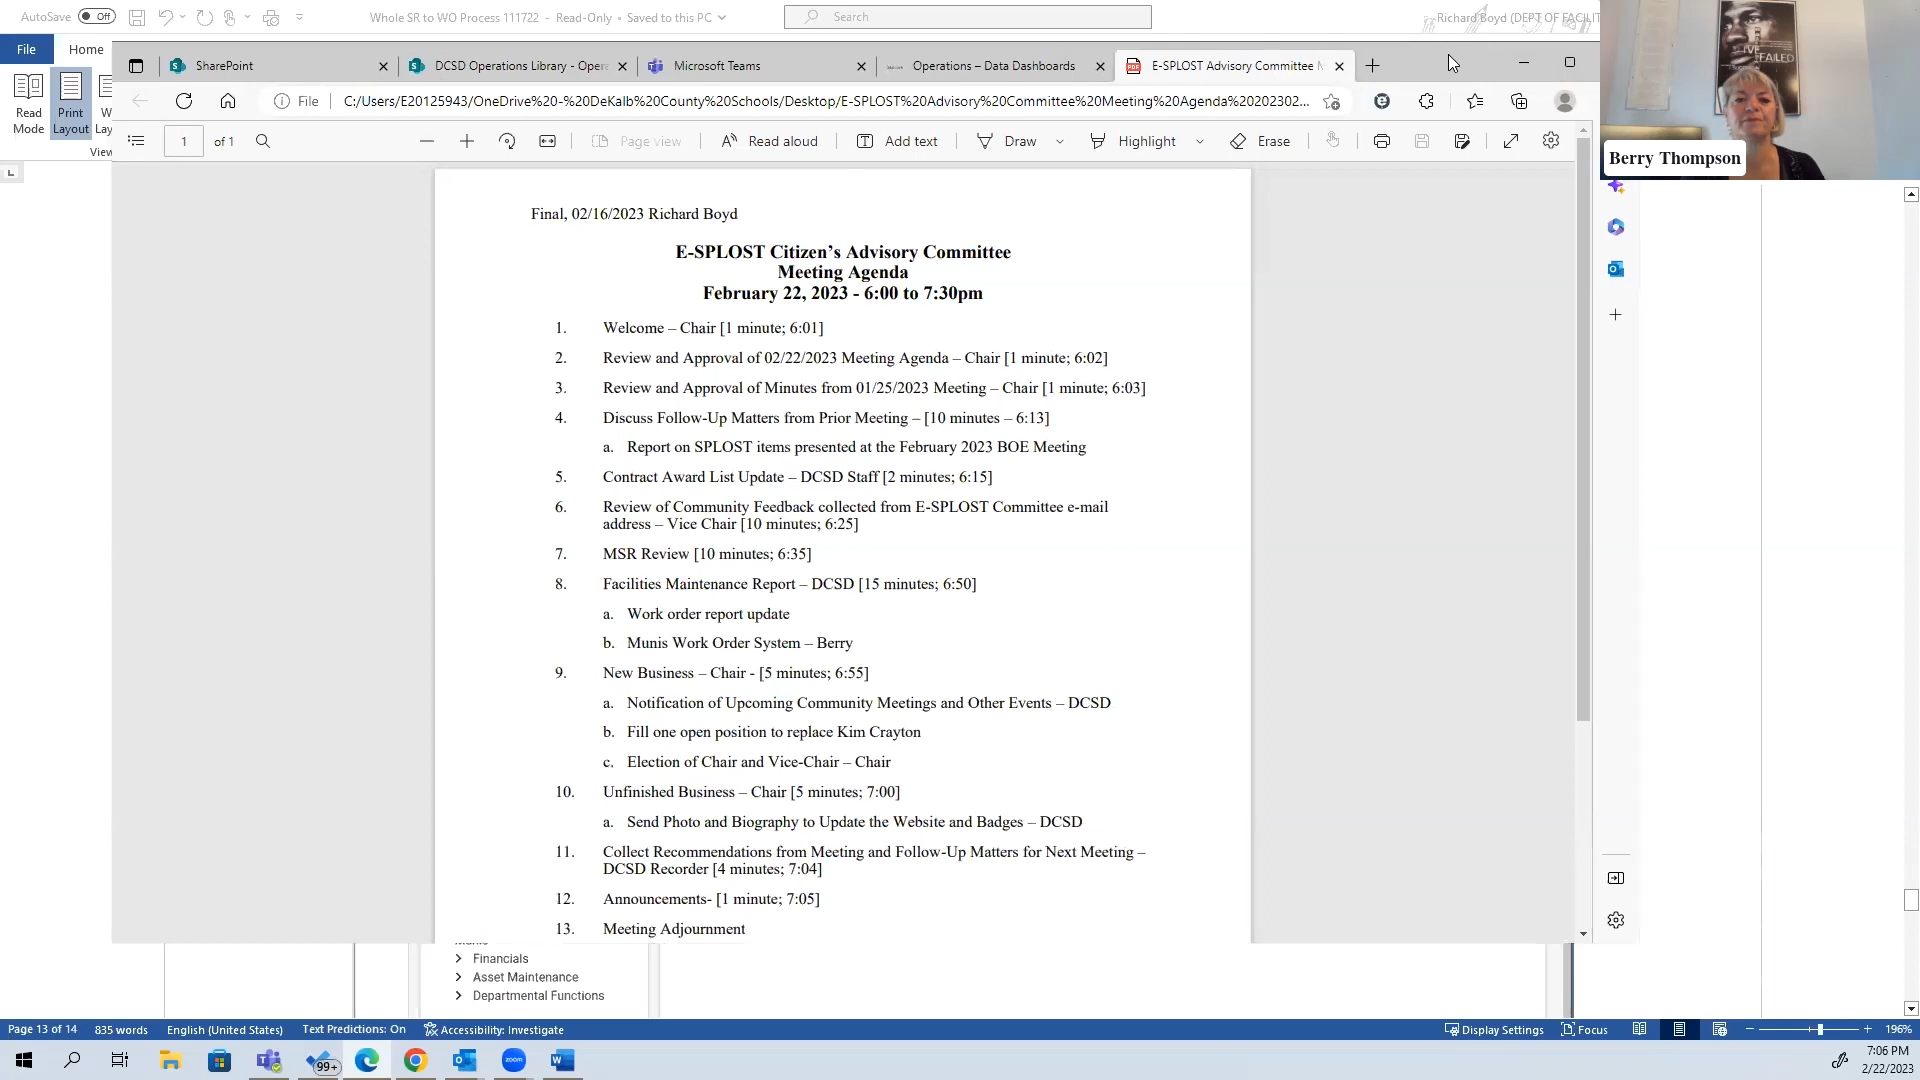 AutoSave Off Whole SR to WO Process 111722 - Read-Only - Saved to this PC Search Richard Boyd (DEPT OF FACILIT
File Home
SharePoint DCSD Operations Library - Oper Microsoft Teams Operations – Data Dashboards E-SPLOST Advisory Committee M
File C:/Users/E20125943/OneDrive%20-%20DeKalb%20County%20Schools/Desktop/E-SPLOST%20Advisory%20Committee%20Meeting%20Agenda%20202302...
Read Mode Print Layout
View
1 of 1 Page view Read aloud Add text Draw Highlight Erase
I'VE FAILED
Berry Thompson
Final, 02/16/2023 Richard Boyd
E-SPLOST Citizen's Advisory Committee
Meeting Agenda
February 22, 2023 - 6:00 to 7:30pm
1. Welcome – Chair [1 minute; 6:01]
2. Review and Approval of 02/22/2023 Meeting Agenda – Chair [1 minute; 6:02]
3. Review and Approval of Minutes from 01/25/2023 Meeting – Chair [1 minute; 6:03]
4. Discuss Follow-Up Matters from Prior Meeting – [10 minutes – 6:13]
a. Report on SPLOST items presented at the February 2023 BOE Meeting
5. Contract Award List Update – DCSD Staff [2 minutes; 6:15]
6. Review of Community Feedback collected from E-SPLOST Committee e-mail
address – Vice Chair [10 minutes; 6:25]
7. MSR Review [10 minutes; 6:35]
8. Facilities Maintenance Report – DCSD [15 minutes; 6:50]
a. Work order report update
b. Munis Work Order System – Berry
9. New Business – Chair - [5 minutes; 6:55]
a. Notification of Upcoming Community Meetings and Other Events – DCSD
b. Fill one open position to replace Kim Crayton
c. Election of Chair and Vice-Chair – Chair
10. Unfinished Business – Chair [5 minutes; 7:00]
a. Send Photo and Biography to Update the Website and Badges – DCSD
11. Collect Recommendations from Meeting and Follow-Up Matters for Next Meeting –
DCSD Recorder [4 minutes; 7:04]
12. Announcements- [1 minute; 7:05]
13. Meeting Adjournment
Financials
Asset Maintenance
Departmental Functions
Page 13 of 14 835 words English (United States) Text Predictions: On Accessibility: Investigate Display Settings Focus 196%
99+ zoom 7:06 PM
2/22/2023